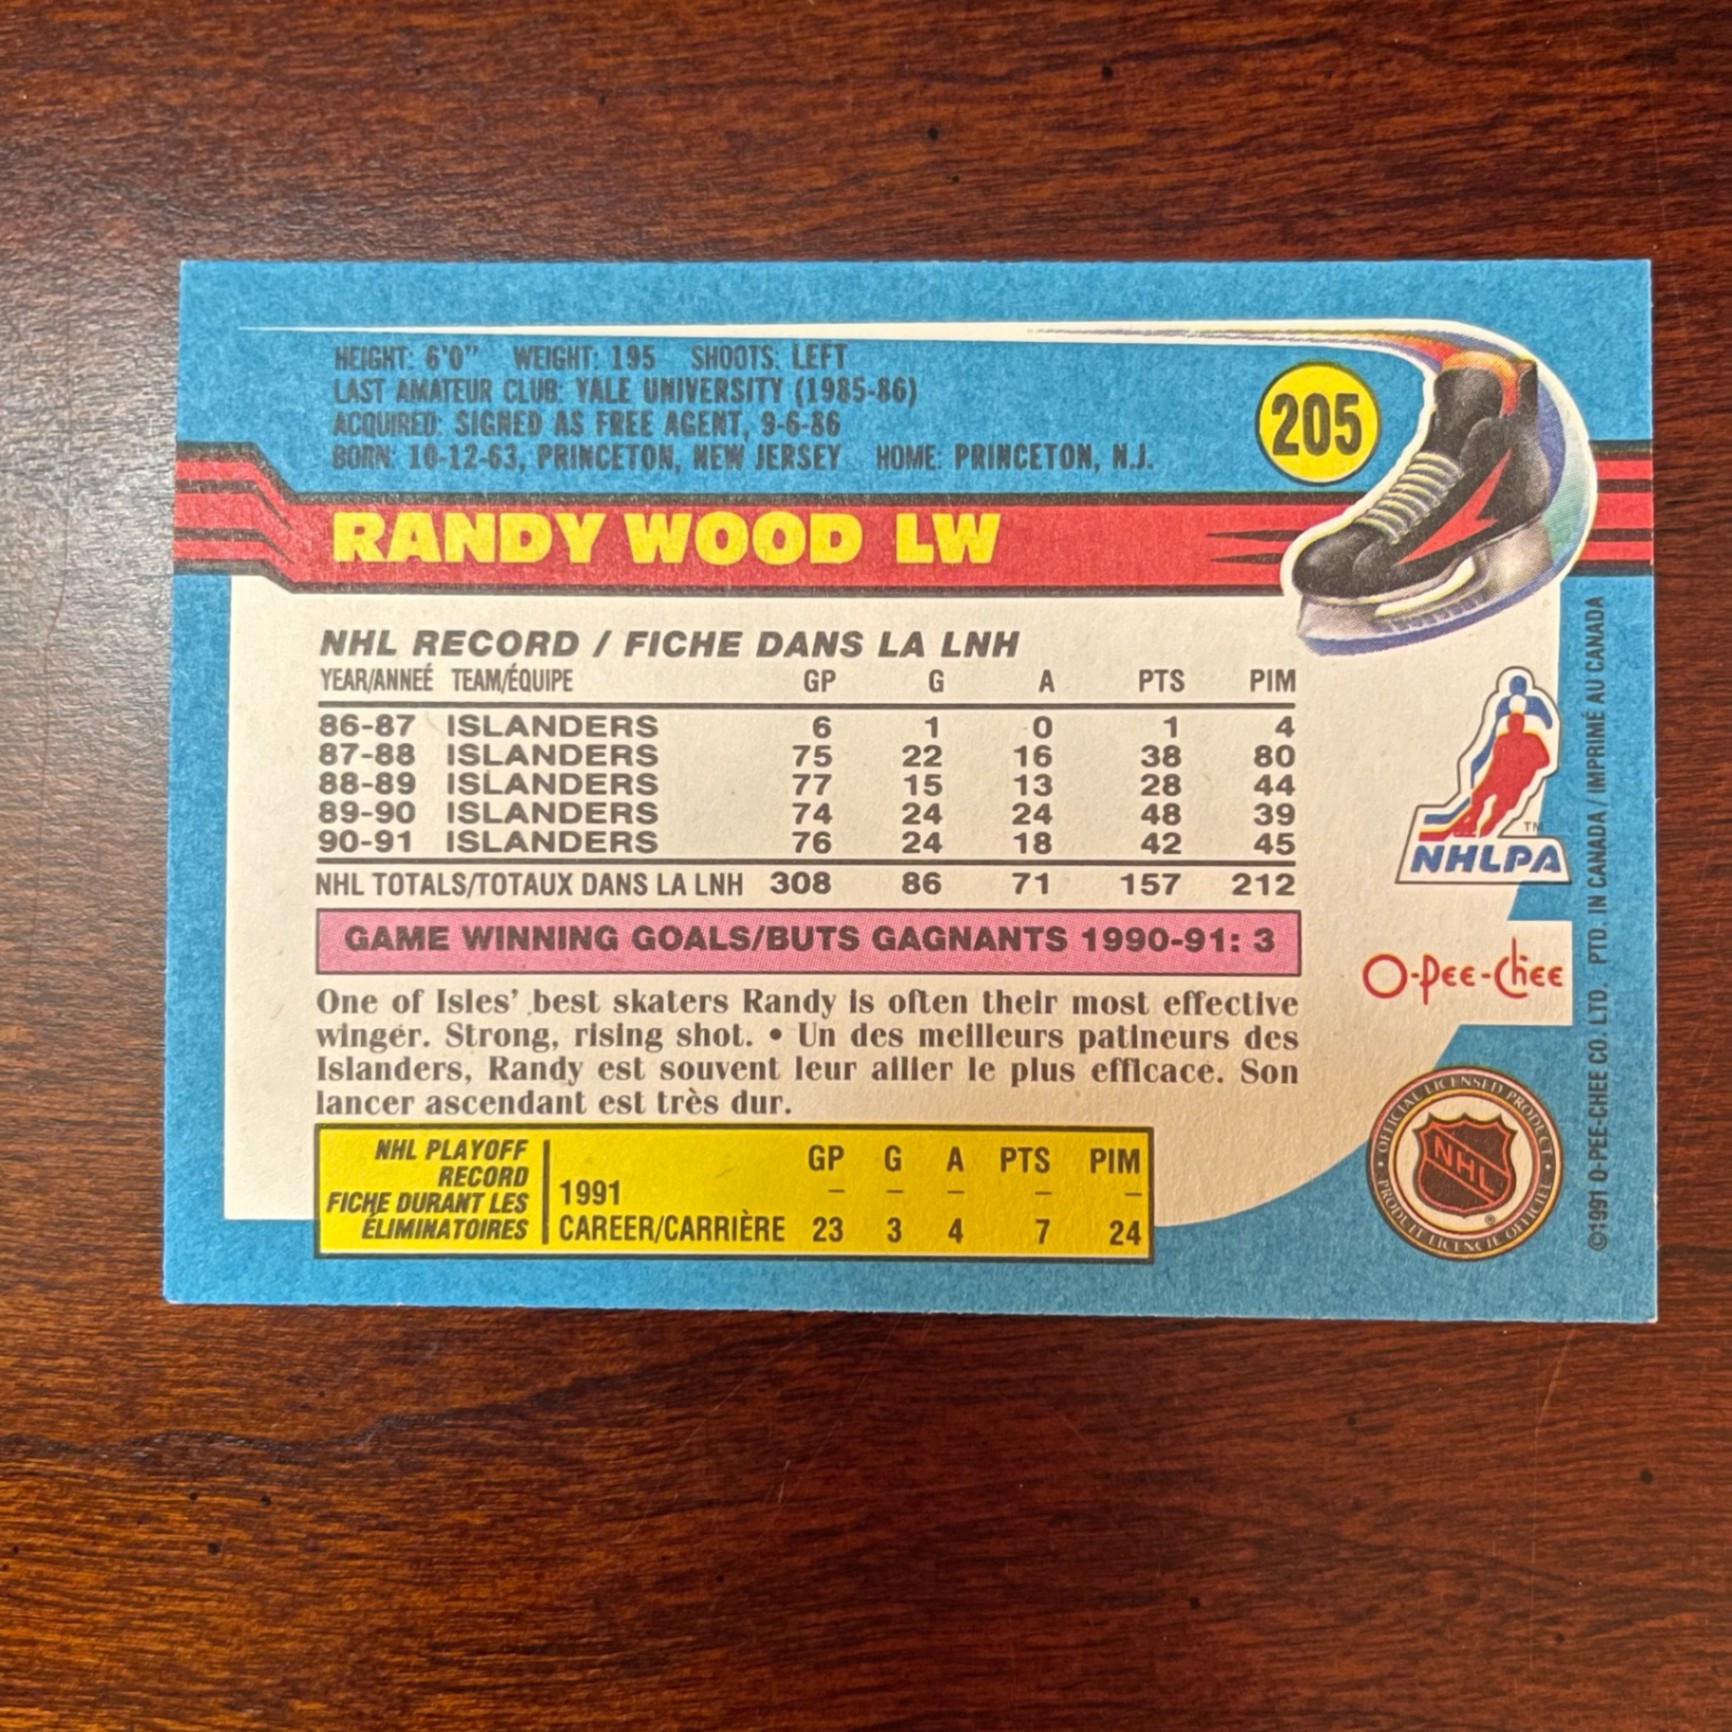 HEIGHT: 6'0" WEIGHT: 195 SHOOTS: LEFT
LAST AMATEUR CLUB: YALE UNIVERSITY (1985-86)
ACQUIRED: SIGNED AS FREE AGENT, 9-6-86
BORN: 10-12-63, PRINCETON, NEW JERSEY HOME: PRINCETON, N.J.
205
RANDY WOOD LW
NHL RECORD / FICHE DANS LA LNH
YEAR/ANNEÉ TEAM/ÉQUIPE GP G A PTS PIM
86-87 ISLANDERS 6 1 0 1 4
87-88 ISLANDERS 75 22 16 38 80
88-89 ISLANDERS 77 15 13 28 44
89-90 ISLANDERS 74 24 24 48 39
90-91 ISLANDERS 76 24 18 42 45
NHL TOTALS/TOTAUX DANS LA LNH 308 86 71 157 212
GAME WINNING GOALS/BUTS GAGNANTS 1990-91: 3
One of Isles' best skaters Randy is often their most effective
winger. Strong, rising shot. • Un des meilleurs patineurs des
Islanders, Randy est souvent leur ailier le plus efficace. Son
lancer ascendant est très dur.
NHL PLAYOFF
RECORD
FICHE DURANT LES
ÉLIMINATOIRES
GP G A PTS PIM
1991 – – – – –
CAREER/CARRIÈRE 23 3 4 7 24
TM
NHLPA
O-Pee-Chee
OFFICIAL LICENSED PRODUCT
NHL
®
PRODUIT LICENCIE OFFICIEL
©1991 O-PEE-CHEE CO. LTD. PTD. IN CANADA / IMPRIMÉ AU CANADA